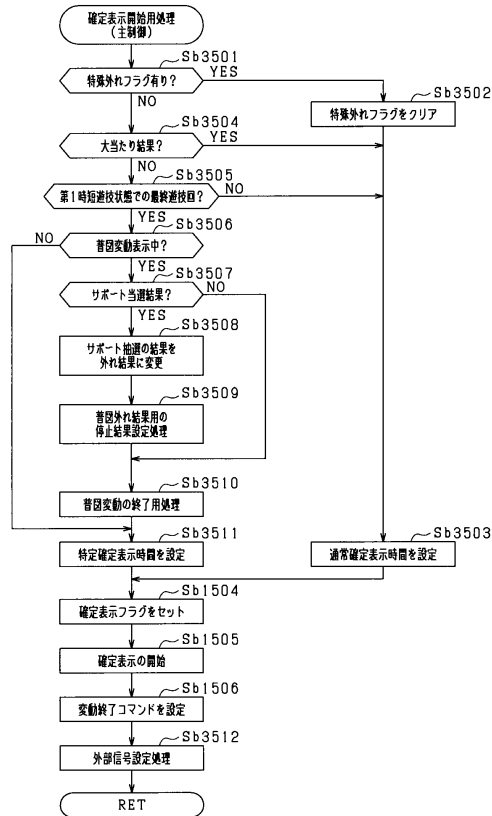 確定表示開始用処理
(主制御)
Sb3501
特殊外れフラグ有り?
YES
NO
Sb3502
特殊外れフラグをクリア
Sb3504
大当たり結果?
YES
NO
Sb3505
第1時短遊技状態での最終遊技回?
NO
YES
Sb3506
NO
普図変動表示中?
YES
Sb3507
サポート当選結果?
NO
YES
Sb3508
サポート抽選の結果を
外れ結果に変更
Sb3509
普図外れ結果用の
停止結果設定処理
Sb3510
普図変動の終了用処理
Sb3511
特定確定表示時間を設定
Sb3503
通常確定表示時間を設定
Sb1504
確定表示フラグをセット
Sb1505
確定表示の開始
Sb1506
変動終了コマンドを設定
Sb3512
外部信号設定処理
RET